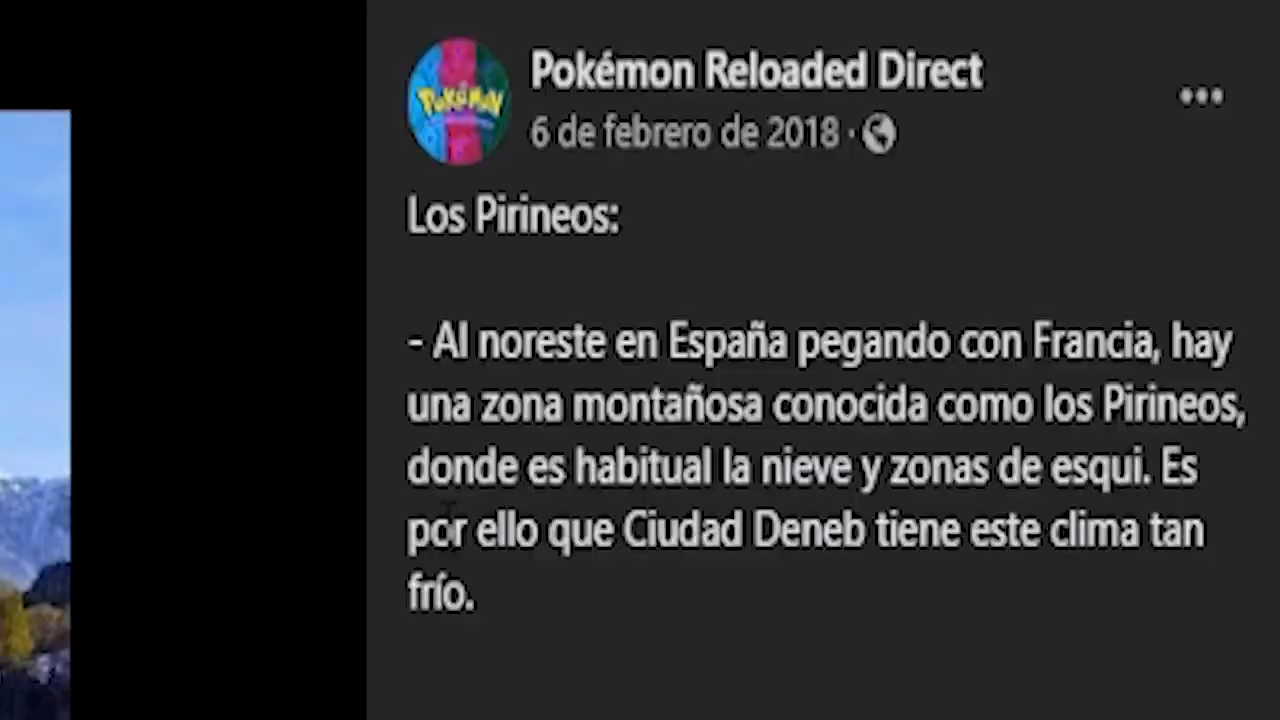 POKéMON
Pokémon Reloaded Direct
6 de febrero de 2018 ·
Los Pirineos:
- Al noreste en España pegando con Francia, hay
una zona montañosa conocida como los Pirineos,
donde es habitual la nieve y zonas de esqui. Es
por ello que Ciudad Deneb tiene este clima tan
frío.